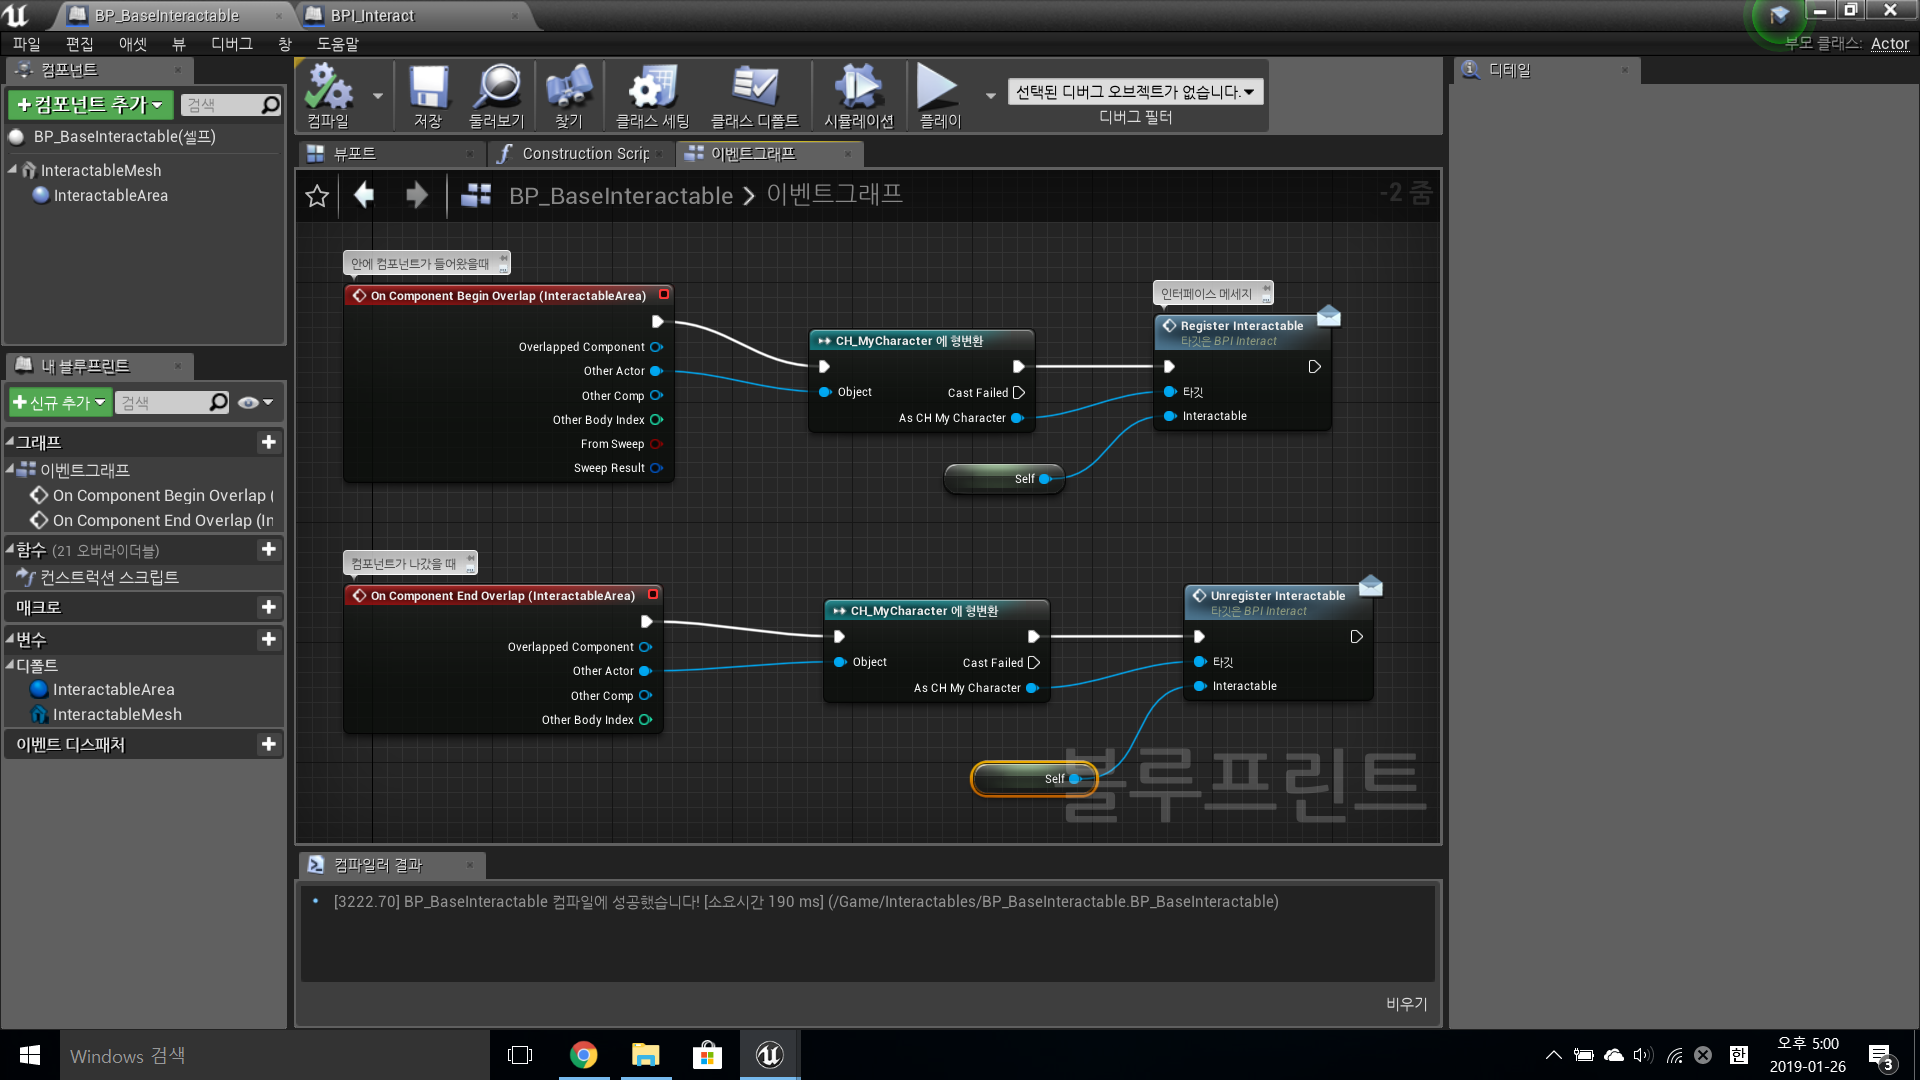 BP_BaseInteractable
BPI_Interact
파일 편집 애셋 뷰 디버그 창 도움말
부모 클래스: Actor
컴포넌트
+컴포넌트 추가
검색
BP_BaseInteractable(셀프)
InteractableMesh
InteractableArea
컴파일
저장
둘러보기
찾기
클래스 세팅
클래스 디폴트
시뮬레이션
플레이
선택된 디버그 오브젝트가 없습니다.
디버그 필터
디테일
뷰포트
Construction Scrip
이벤트그래프
BP_BaseInteractable > 이벤트그래프
-2 줌
내 블루프린트
+신규 추가
검색
그래프
이벤트그래프
On Component Begin Overlap (
On Component End Overlap (In
함수 (21 오버라이더블)
컨스트럭션 스크립트
매크로
변수
디폴트
InteractableArea
InteractableMesh
이벤트 디스패처
안에 컴포넌트가 들어왔을때
On Component Begin Overlap (InteractableArea)
Overlapped Component
Other Actor
Other Comp
Other Body Index
From Sweep
Sweep Result
CH_MyCharacter 에 형변환
Object
Cast Failed
As CH My Character
Self
인터페이스 메세지
Register Interactable
타깃은 BPI Interact
타깃
Interactable
컴포넌트가 나갔을 때
On Component End Overlap (InteractableArea)
Overlapped Component
Other Actor
Other Comp
Other Body Index
CH_MyCharacter 에 형변환
Object
Cast Failed
As CH My Character
Self
Unregister Interactable
타깃은 BPI Interact
타깃
Interactable
블루프린트
컴파일러 결과
[3222.70] BP_BaseInteractable 컴파일에 성공했습니다! [소요시간 190 ms] (/Game/Interactables/BP_BaseInteractable.BP_BaseInteractable)
비우기
Windows 검색
한
오후 5:00
2019-01-26
3